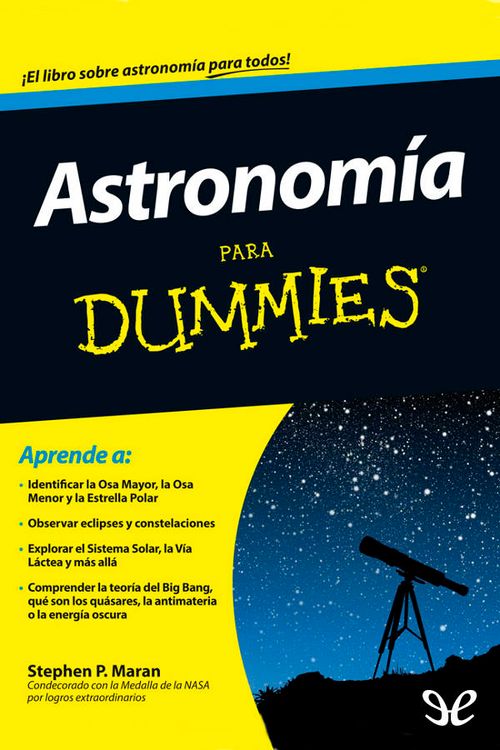 ¡El libro sobre astronomía para todos!
Astronomía
PARA
DUMMIES®
Aprende a:
• Identificar la Osa Mayor, la Osa
Menor y la Estrella Polar
• Observar eclipses y constelaciones
• Explorar el Sistema Solar, la Vía
Láctea y más allá
• Comprender la teoría del Big Bang,
qué son los quásares, la antimateria
o la energía oscura
Stephen P. Maran
Condecorado con la Medalla de la NASA
por logros extraordinarios